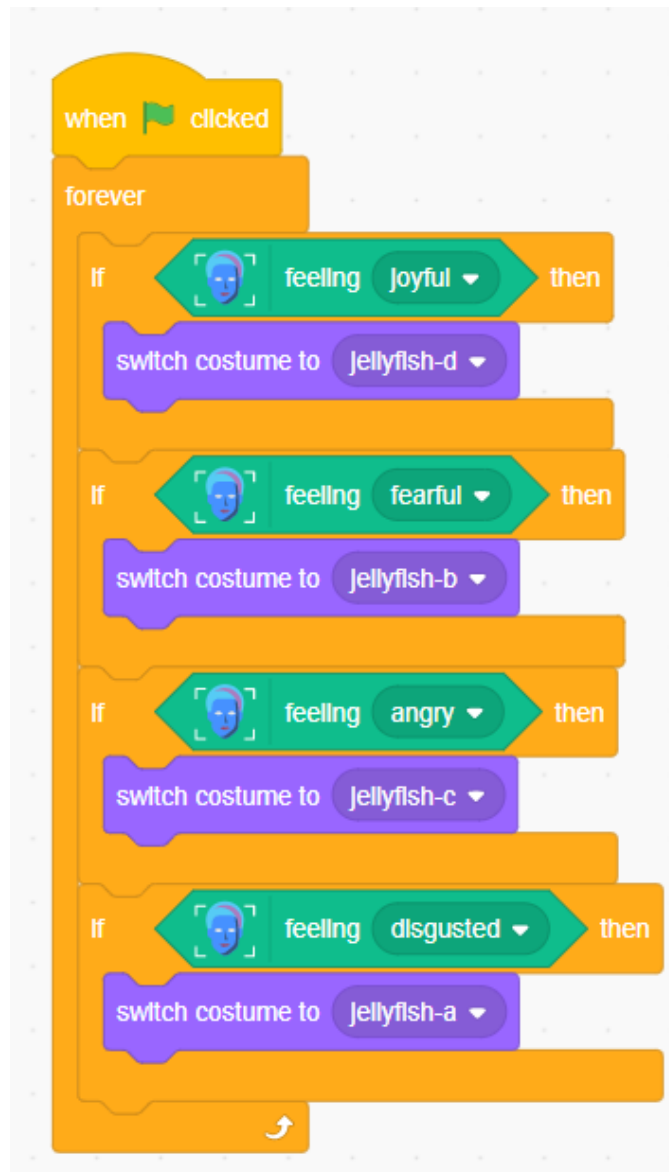 when clicked
forever
If feeling joyful then
switch costume to jellyfish-d
If feeling fearful then
switch costume to jellyfish-b
If feeling angry then
switch costume to jellyfish-c
If feeling disgusted then
switch costume to jellyfish-a